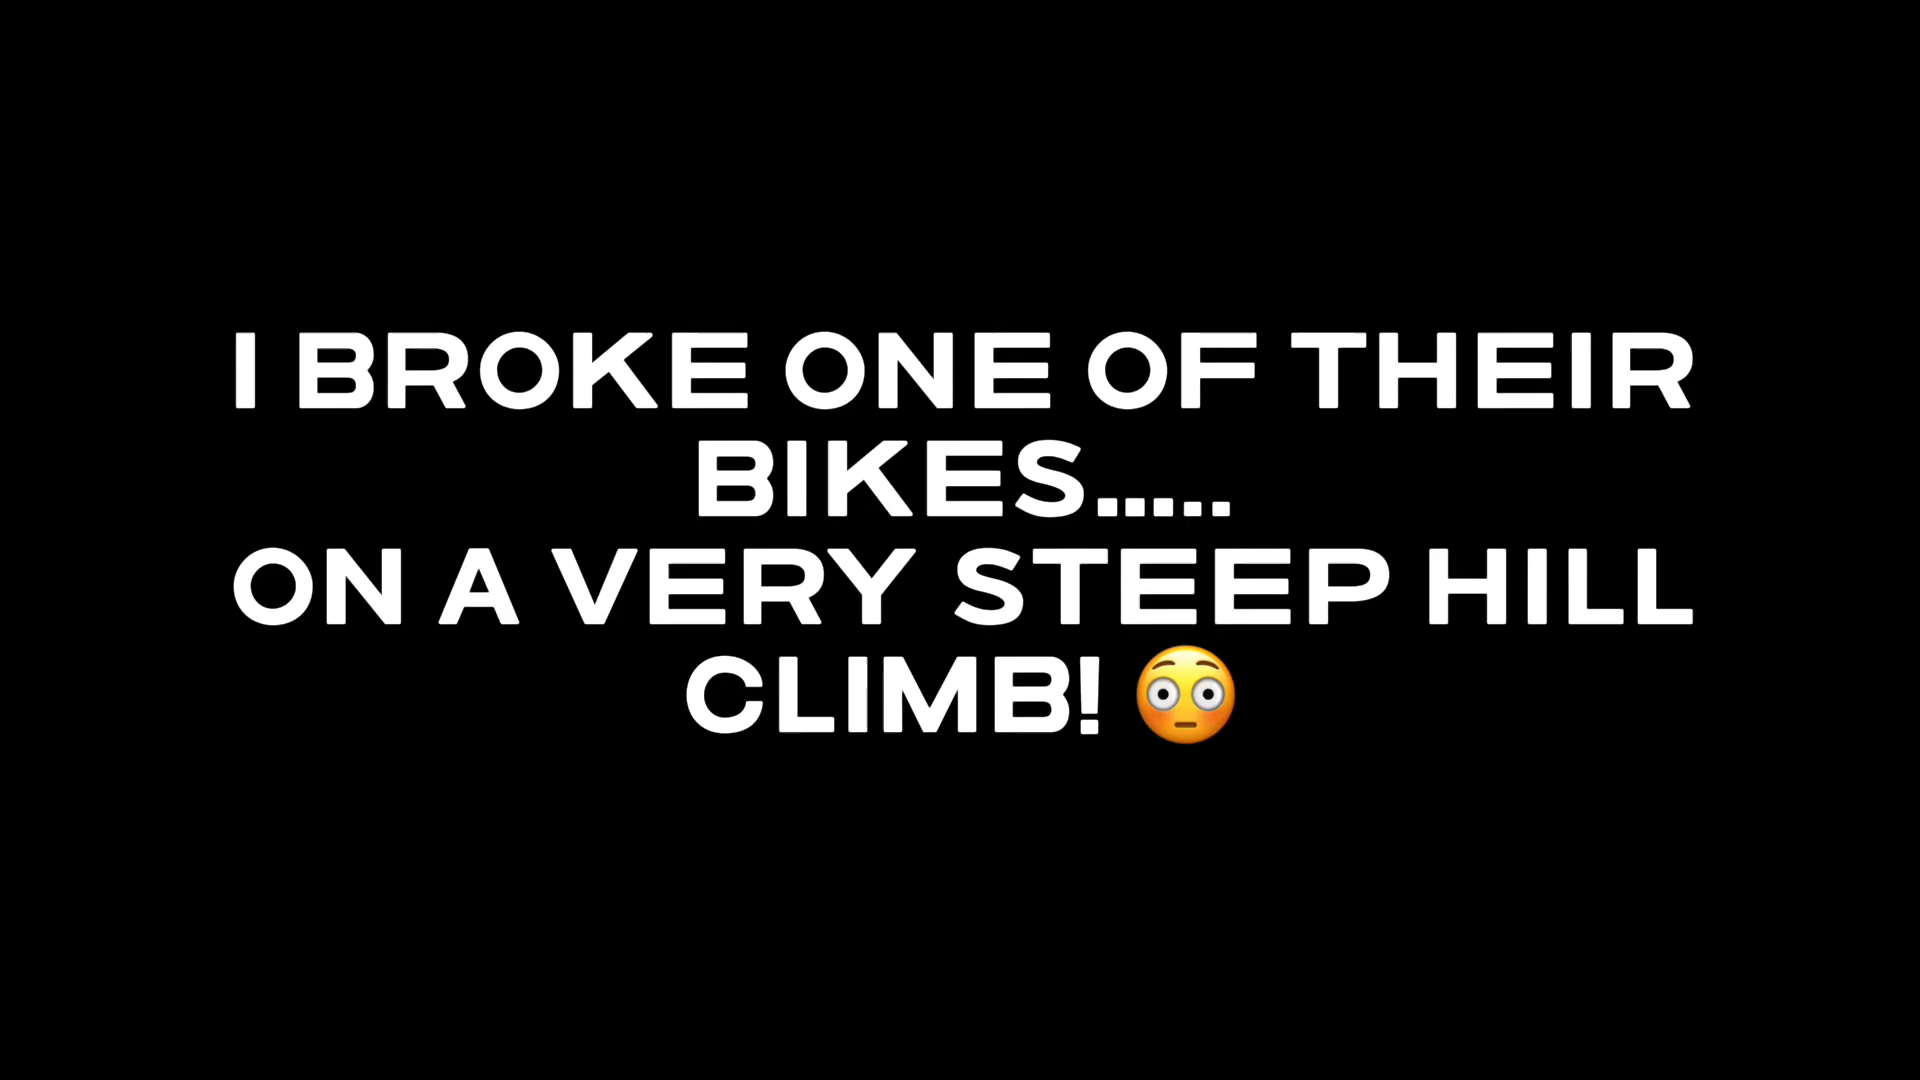 I BROKE ONE OF THEIR
BIKES.....
ON A VERY STEEP HILL
CLIMB! 😳